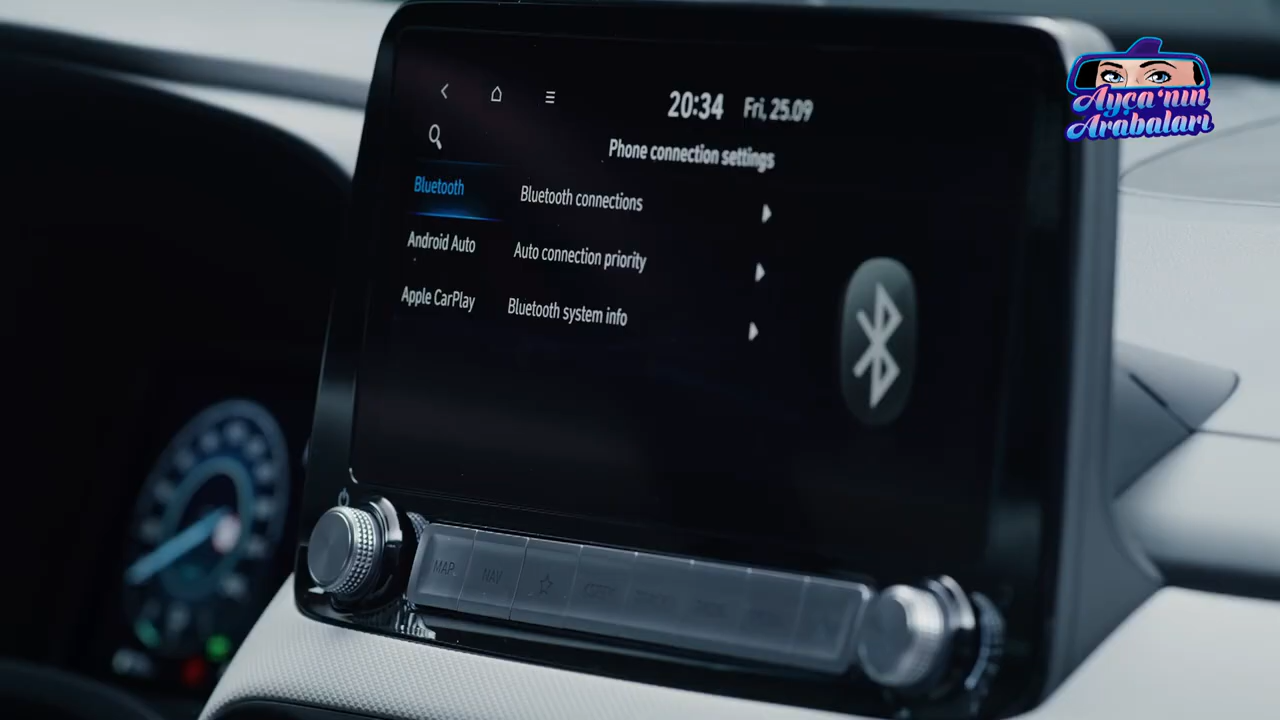 20:34 Fri, 25.09
Phone connection settings
Bluetooth
Android Auto
Apple CarPlay
Bluetooth connections
Auto connection priority
Bluetooth system info
MAP
NAV
Ayça'nın
Arabaları